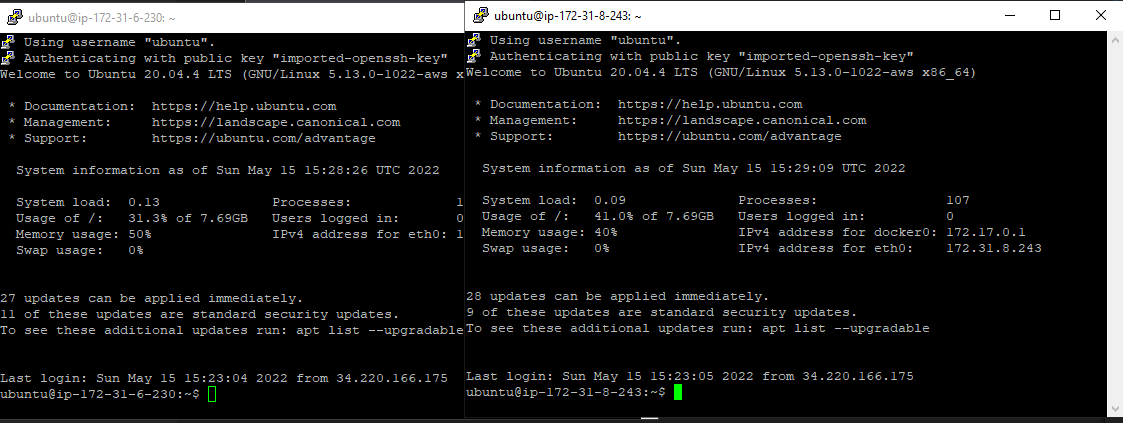 ubuntu@ip-172-31-6-230: ~
Using username "ubuntu".
Authenticating with public key "imported-openssh-key"
Welcome to Ubuntu 20.04.4 LTS (GNU/Linux 5.13.0-1022-aws x
* Documentation:  https://help.ubuntu.com
* Management:     https://landscape.canonical.com
* Support:        https://ubuntu.com/advantage
System information as of Sun May 15 15:28:26 UTC 2022
System load:  0.13              Processes:             1
Usage of /:   31.3% of 7.69GB   Users logged in:       0
Memory usage: 50%               IPv4 address for eth0: 1
Swap usage:   0%
27 updates can be applied immediately.
11 of these updates are standard security updates.
To see these additional updates run: apt list --upgradable
Last login: Sun May 15 15:23:04 2022 from 34.220.166.175
ubuntu@ip-172-31-6-230:~$
ubuntu@ip-172-31-8-243: ~
Using username "ubuntu".
Authenticating with public key "imported-openssh-key"
Welcome to Ubuntu 20.04.4 LTS (GNU/Linux 5.13.0-1022-aws x86_64)
* Documentation:  https://help.ubuntu.com
* Management:     https://landscape.canonical.com
* Support:        https://ubuntu.com/advantage
System information as of Sun May 15 15:29:09 UTC 2022
System load:  0.09              Processes:                107
Usage of /:   41.0% of 7.69GB   Users logged in:          0
Memory usage: 40%               IPv4 address for docker0: 172.17.0.1
Swap usage:   0%                IPv4 address for eth0:    172.31.8.243
28 updates can be applied immediately.
9 of these updates are standard security updates.
To see these additional updates run: apt list --upgradable
Last login: Sun May 15 15:23:05 2022 from 34.220.166.175
ubuntu@ip-172-31-8-243:~$